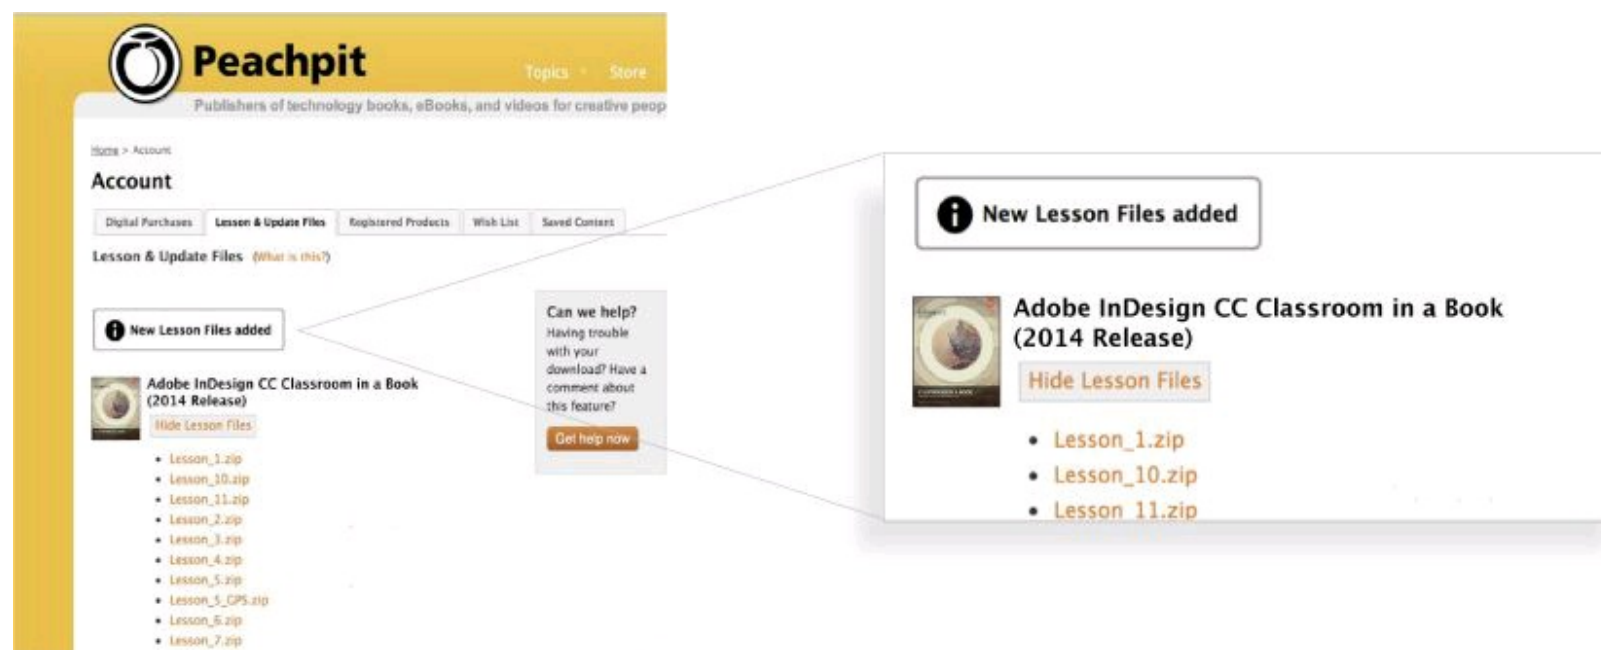 Peachpit
Topics Store
Publishers of technology books, eBooks, and videos for creative peop
Home > Account
Account
Digital Purchases Lesson & Update Files Registered Products Wish List Saved Content
Lesson & Update Files (What is this?)
New Lesson Files added
Adobe InDesign CC Classroom in a Book
(2014 Release)
Hide Lesson Files
• Lesson_1.zip
• Lesson_10.zip
• Lesson_11.zip
• Lesson_2.zip
• Lesson_3.zip
• Lesson_4.zip
• Lesson_5.zip
• Lesson_5_GPS.zip
• Lesson_6.zip
• Lesson_7.zip
Can we help?
Having trouble
with your
download? Have a
comment about
this feature?
Get help now
New Lesson Files added
Adobe InDesign CC Classroom in a Book
(2014 Release)
Hide Lesson Files
• Lesson_1.zip
• Lesson_10.zip
• Lesson_11.zip